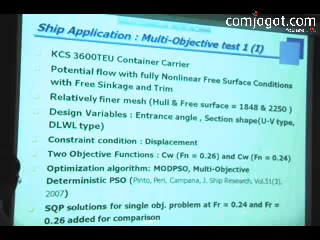 comjagat.com
Ship Application : Multi-Objective test 1 (I)
KCS 3600TEU Container Carrier
Potential flow with fully Nonlinear Free Surface Conditions
with Free Sinkage and Trim
Relatively finer mesh (Hull & Free surface = 1848 & 2250 )
Design Variables : Entrance angle , Section shape(U-V type,
DLWL type)
Constraint condition : Displacement
Two Objective Functions : Cw (Fn = 0.26) and Cw (Fn = 0.24)
Optimization algorithm: MODPSO, Multi-Objective
Deterministic PSO (Pinto, Peri, Campana, J. Ship Research, Vol.51(3),
2007)
SQP solutions for single obj. problem at Fr = 0.24 and Fr =
0.26 added for comparison